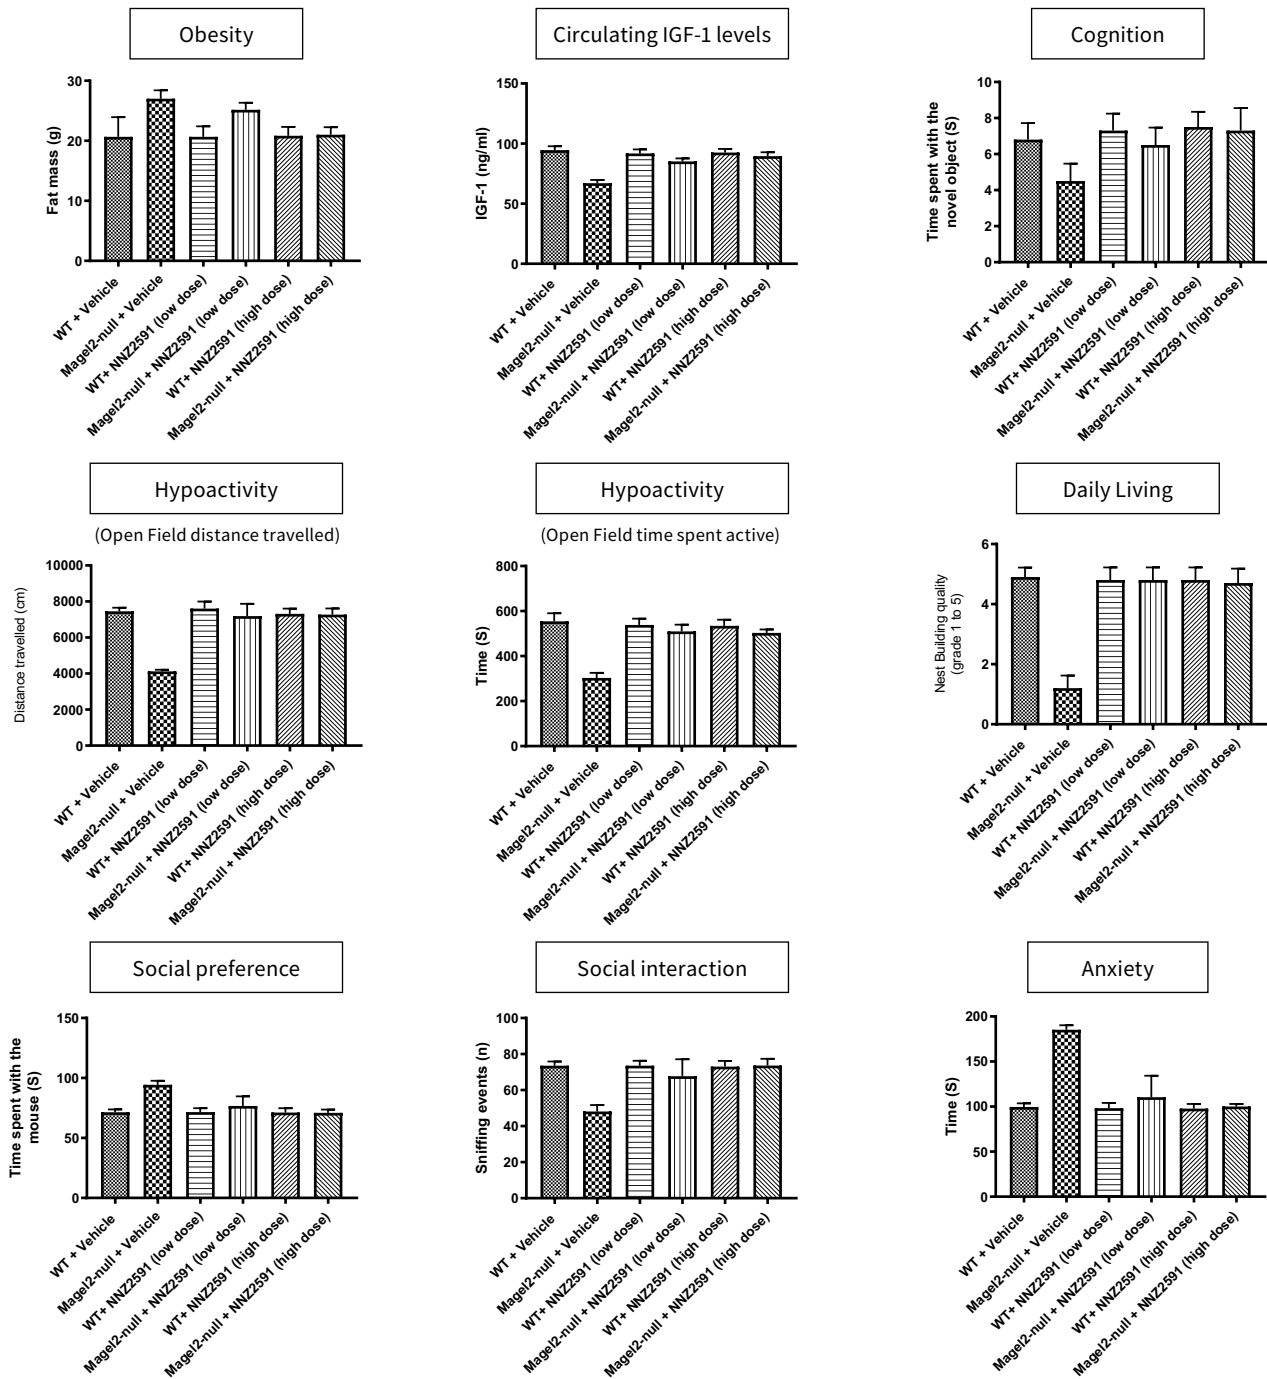 Obesity
Fat mass (g)
30
20
10
0
WT + Vehicle
Magel2-null + Vehicle
WT+ NNZ2591 (low dose)
Magel2-null + NNZ2591 (low dose)
WT+ NNZ2591 (high dose)
Magel2-null + NNZ2591 (high dose)
Circulating IGF-1 levels
IGF-1 (ng/ml)
150
100
50
0
WT + Vehicle
Magel2-null + Vehicle
WT+ NNZ2591 (low dose)
Magel2-null + NNZ2591 (low dose)
WT+ NNZ2591 (high dose)
Magel2-null + NNZ2591 (high dose)
Cognition
Time spent with the
novel object (S)
10
8
6
4
2
0
WT + Vehicle
Magel2-null + Vehicle
WT+ NNZ2591 (low dose)
Magel2-null + NNZ2591 (low dose)
WT+ NNZ2591 (high dose)
Magel2-null + NNZ2591 (high dose)
Hypoactivity
(Open Field distance travelled)
Distance travelled (cm)
10000
8000
6000
4000
2000
0
WT + Vehicle
Magel2-null + Vehicle
WT+ NNZ2591 (low dose)
Magel2-null + NNZ2591 (low dose)
WT+ NNZ2591 (high dose)
Magel2-null + NNZ2591 (high dose)
Hypoactivity
(Open Field time spent active)
Time (S)
800
600
400
200
0
WT + Vehicle
Magel2-null + Vehicle
WT+ NNZ2591 (low dose)
Magel2-null + NNZ2591 (low dose)
WT+ NNZ2591 (high dose)
Magel2-null + NNZ2591 (high dose)
Daily Living
Nest Building quality
(grade 1 to 5)
6
4
2
0
WT + Vehicle
Magel2-null + Vehicle
WT+ NNZ2591 (low dose)
Magel2-null + NNZ2591 (low dose)
WT+ NNZ2591 (high dose)
Magel2-null + NNZ2591 (high dose)
Social preference
Time spent with the
mouse (S)
150
100
50
0
WT + Vehicle
Magel2-null + Vehicle
WT+ NNZ2591 (low dose)
Magel2-null + NNZ2591 (low dose)
WT+ NNZ2591 (high dose)
Magel2-null + NNZ2591 (high dose)
Social interaction
Sniffing events (n)
100
80
60
40
20
0
WT + Vehicle
Magel2-null + Vehicle
WT+ NNZ2591 (low dose)
Magel2-null + NNZ2591 (low dose)
WT+ NNZ2591 (high dose)
Magel2-null + NNZ2591 (high dose)
Anxiety
Time (S)
200
150
100
50
0
WT + Vehicle
Magel2-null + Vehicle
WT+ NNZ2591 (low dose)
Magel2-null + NNZ2591 (low dose)
WT+ NNZ2591 (high dose)
Magel2-null + NNZ2591 (high dose)